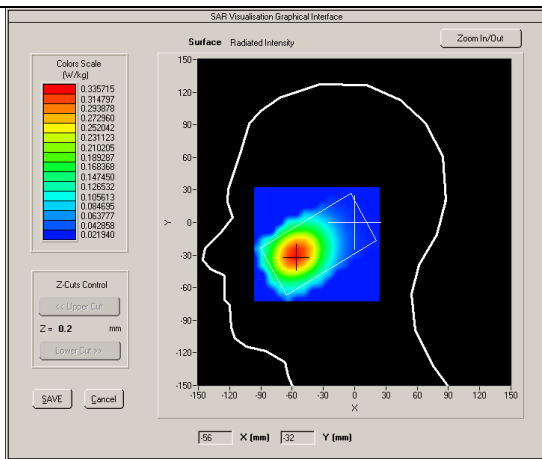 SAR Visualisation Graphical Interface
Surface Radiated Intensity
Zoom In/Out
Colors Scale
(W/kg)
0.335715
0.314797
0.293878
0.272960
0.252042
0.231123
0.210205
0.189287
0.168368
0.147450
0.126532
0.105613
0.084695
0.063777
0.042858
0.021940
Z-Cuts Control
<< Upper Cut
Z = 0.2 mm
Lower Cut >>
SAVE
Cancel
150
120
90
60
30
0
-30
-60
-90
-120
-150
Y
-150 -120 -90 -60 -30 0 30 60 90 120 150
X
-56 X (mm) -32 Y (mm)